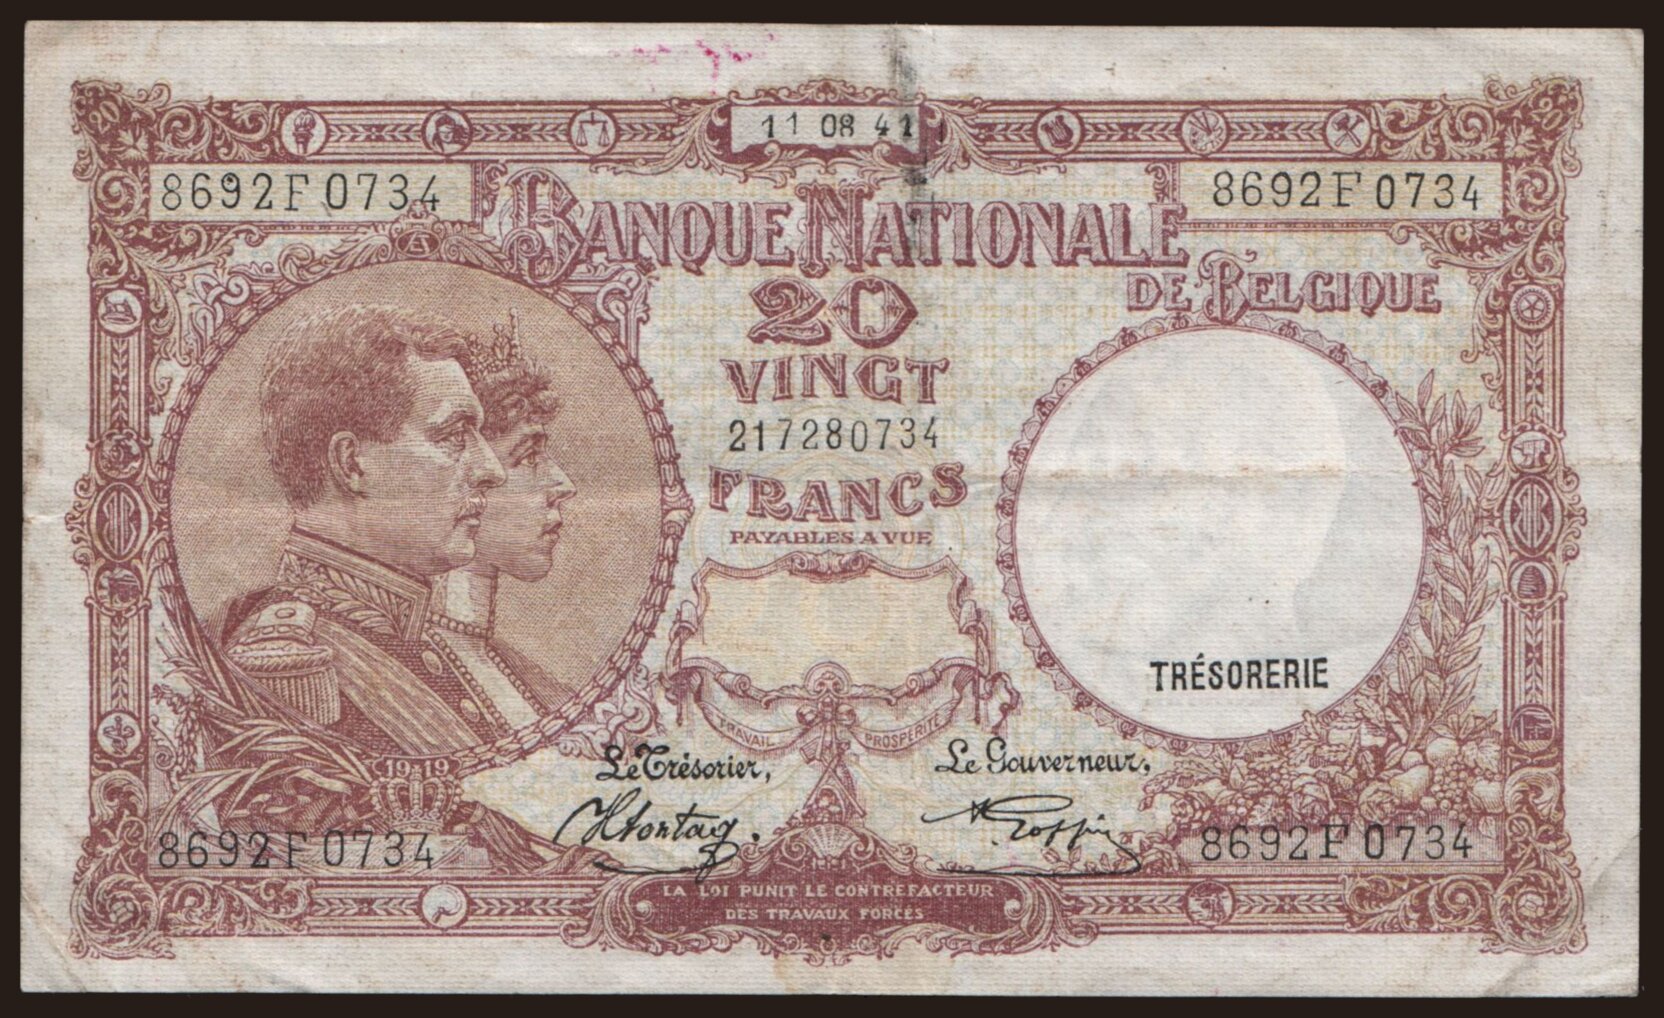 11 08 41
8692F0734
8692F0734
BANQUE NATIONALE
DE BELGIQUE
20
VINGT
217280734
FRANCS
PAYABLES A VUE
TRÉSORERIE
TRAVAIL PROSPÉRITÉ
Le Trésorier,
Le Gouverneur,
1919
8692F0734
8692F0734
LA LOI PUNIT LE CONTREFACTEUR
DES TRAVAUX FORCÉS